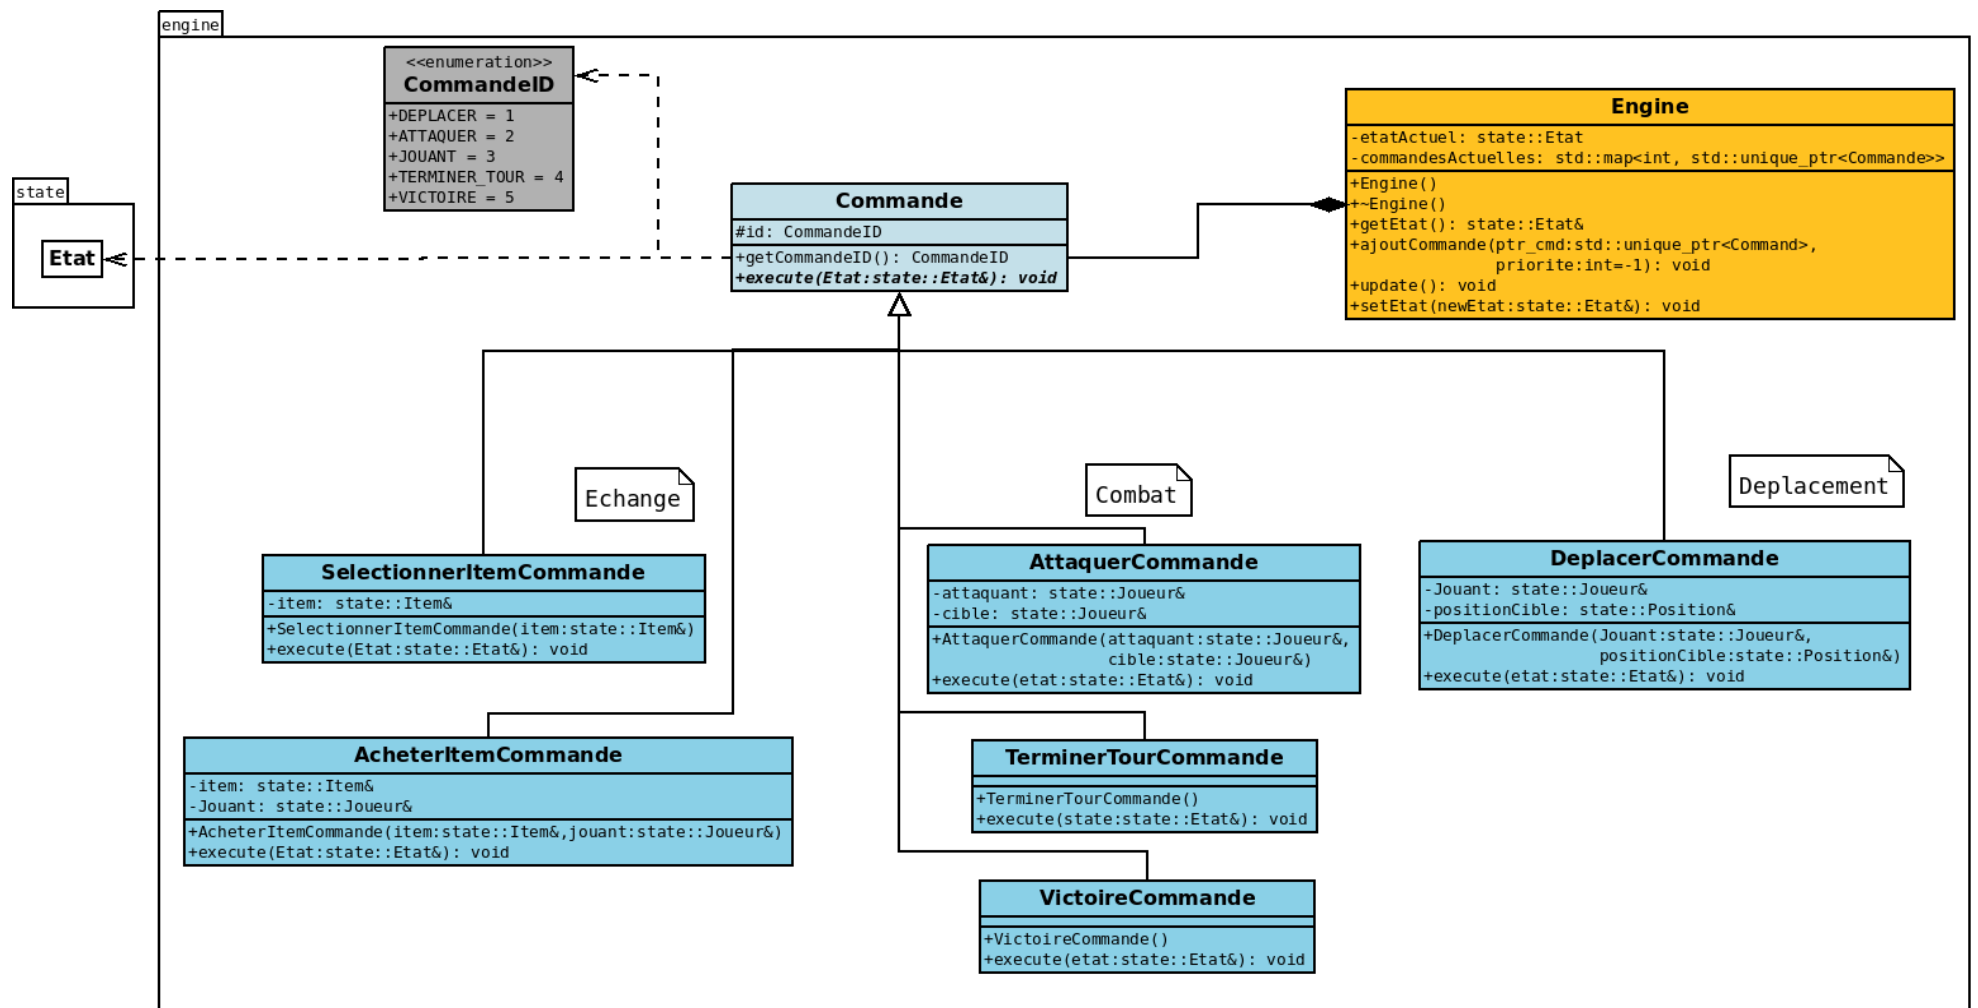 engine
<<enumeration>>
CommandeID
+DEPLACER = 1
+ATTAQUER = 2
+JOUANT = 3
+TERMINER_TOUR = 4
+VICTOIRE = 5
state
Etat
Commande
#id: CommandeID
+getCommandeID(): CommandeID
+execute(Etat:state::Etat&): void
Engine
-etatActuel: state::Etat
-commandesActuelles: std::map<int, std::unique_ptr<Commande>>
+Engine()
+~Engine()
+getEtat(): state::Etat&
+ajoutCommande(ptr_cmd:std::unique_ptr<Command>,
priorite:int=-1): void
+update(): void
+setEtat(newEtat:state::Etat&): void
Echange
Combat
Deplacement
SelectionnerItemCommande
-item: state::Item&
+SelectionnerItemCommande(item:state::Item&)
+execute(Etat:state::Etat&): void
AttaquerCommande
-attaquant: state::Joueur&
-cible: state::Joueur&
+AttaquerCommande(attaquant:state::Joueur&,
cible:state::Joueur&)
+execute(etat:state::Etat&): void
DeplacerCommande
-Jouant: state::Joueur&
-positionCible: state::Position&
+DeplacerCommande(Jouant:state::Joueur&,
positionCible:state::Position&)
+execute(etat:state::Etat&): void
AcheterItemCommande
-item: state::Item&
-Jouant: state::Joueur&
+AcheterItemCommande(item:state::Item&,jouant:state::Joueur&)
+execute(Etat:state::Etat&): void
TerminerTourCommande
+TerminerTourCommande()
+execute(state:state::Etat&): void
VictoireCommande
+VictoireCommande()
+execute(etat:state::Etat&): void